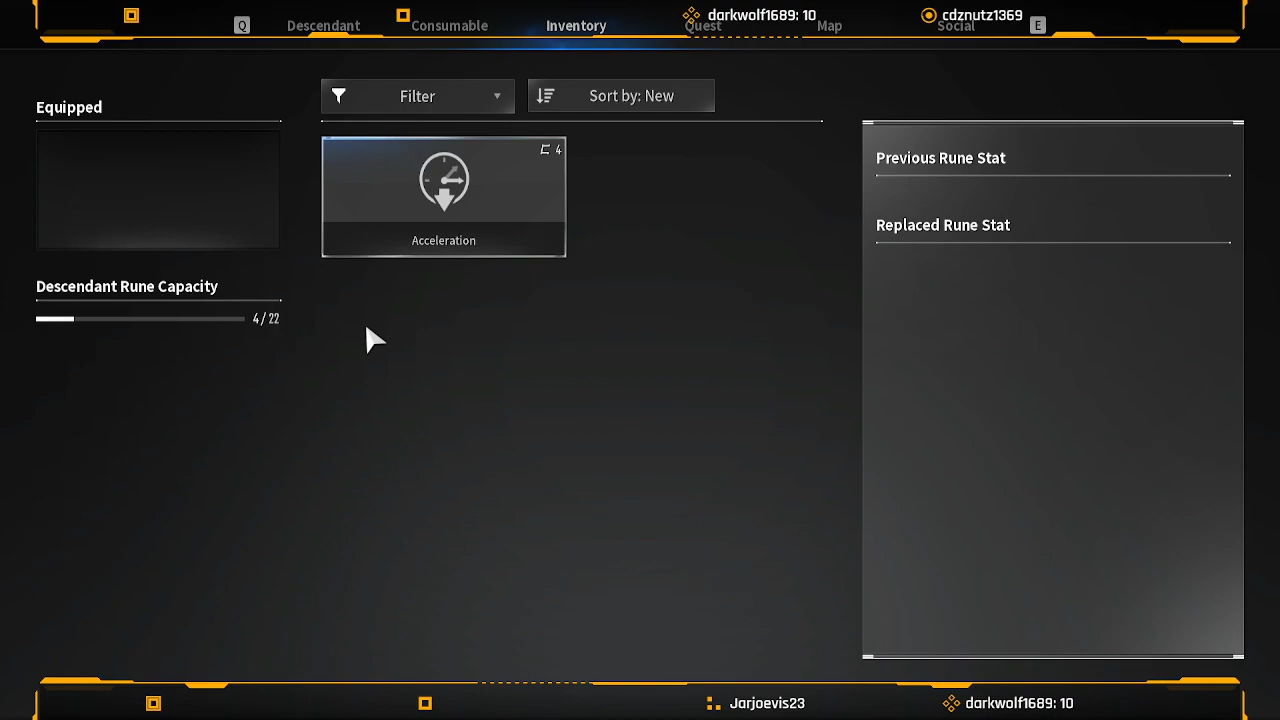 darkwolf1689: 10
cdznutz1369
Q
Descendant
Consumable
Inventory
Quest
Map
Social
E
Equipped
Filter
Sort by: New
4
Acceleration
Descendant Rune Capacity
4/22
Previous Rune Stat
Replaced Rune Stat
Jarjoevis23
darkwolf1689: 10